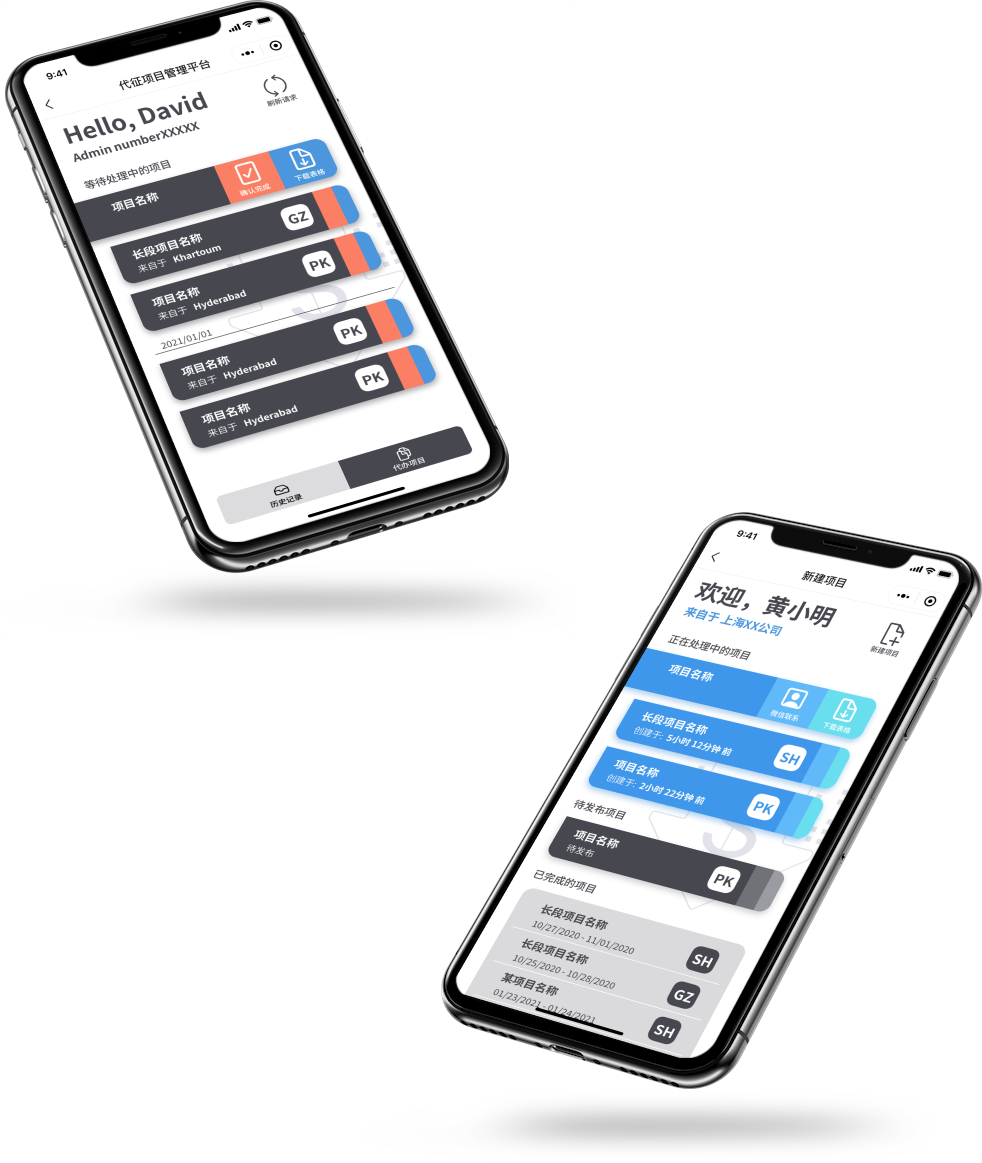 9:41
代征项目管理平台
Hello, David
Admin numberXXXXX
刷新请求
等待处理中的项目
项目名称
确认完成
下载表格
长段项目名称
来自于 Khartoum
GZ
项目名称
来自于 Hyderabad
PK
2021/01/01
项目名称
来自于 Hyderabad
PK
项目名称
来自于 Hyderabad
PK
历史记录
代办项目
9:41
新建项目
欢迎，黄小明
来自于 上海XX公司
新建项目
正在处理中的项目
项目名称
微信联系
下载表格
长段项目名称
创建于: 5小时 12分钟 前
SH
项目名称
创建于: 2小时 22分钟 前
PK
待发布项目
项目名称
待发布
PK
已完成的项目
长段项目名称
10/27/2020 - 11/01/2020
SH
长段项目名称
10/25/2020 - 10/28/2020
GZ
某项目名称
01/23/2021 - 01/24/2021
SH